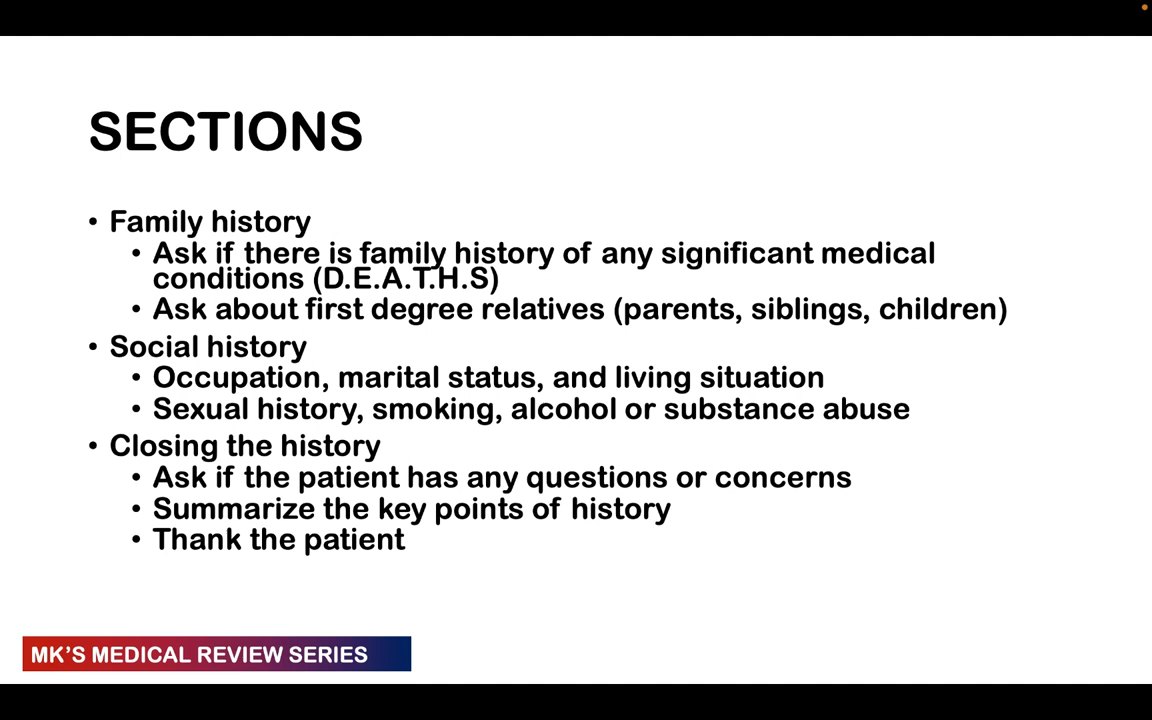 SECTIONS
• Family history
• Ask if there is family history of any significant medical
conditions (D.E.A.T.H.S)
• Ask about first degree relatives (parents, siblings, children)
• Social history
• Occupation, marital status, and living situation
• Sexual history, smoking, alcohol or substance abuse
• Closing the history
• Ask if the patient has any questions or concerns
• Summarize the key points of history
• Thank the patient
MK'S MEDICAL REVIEW SERIES